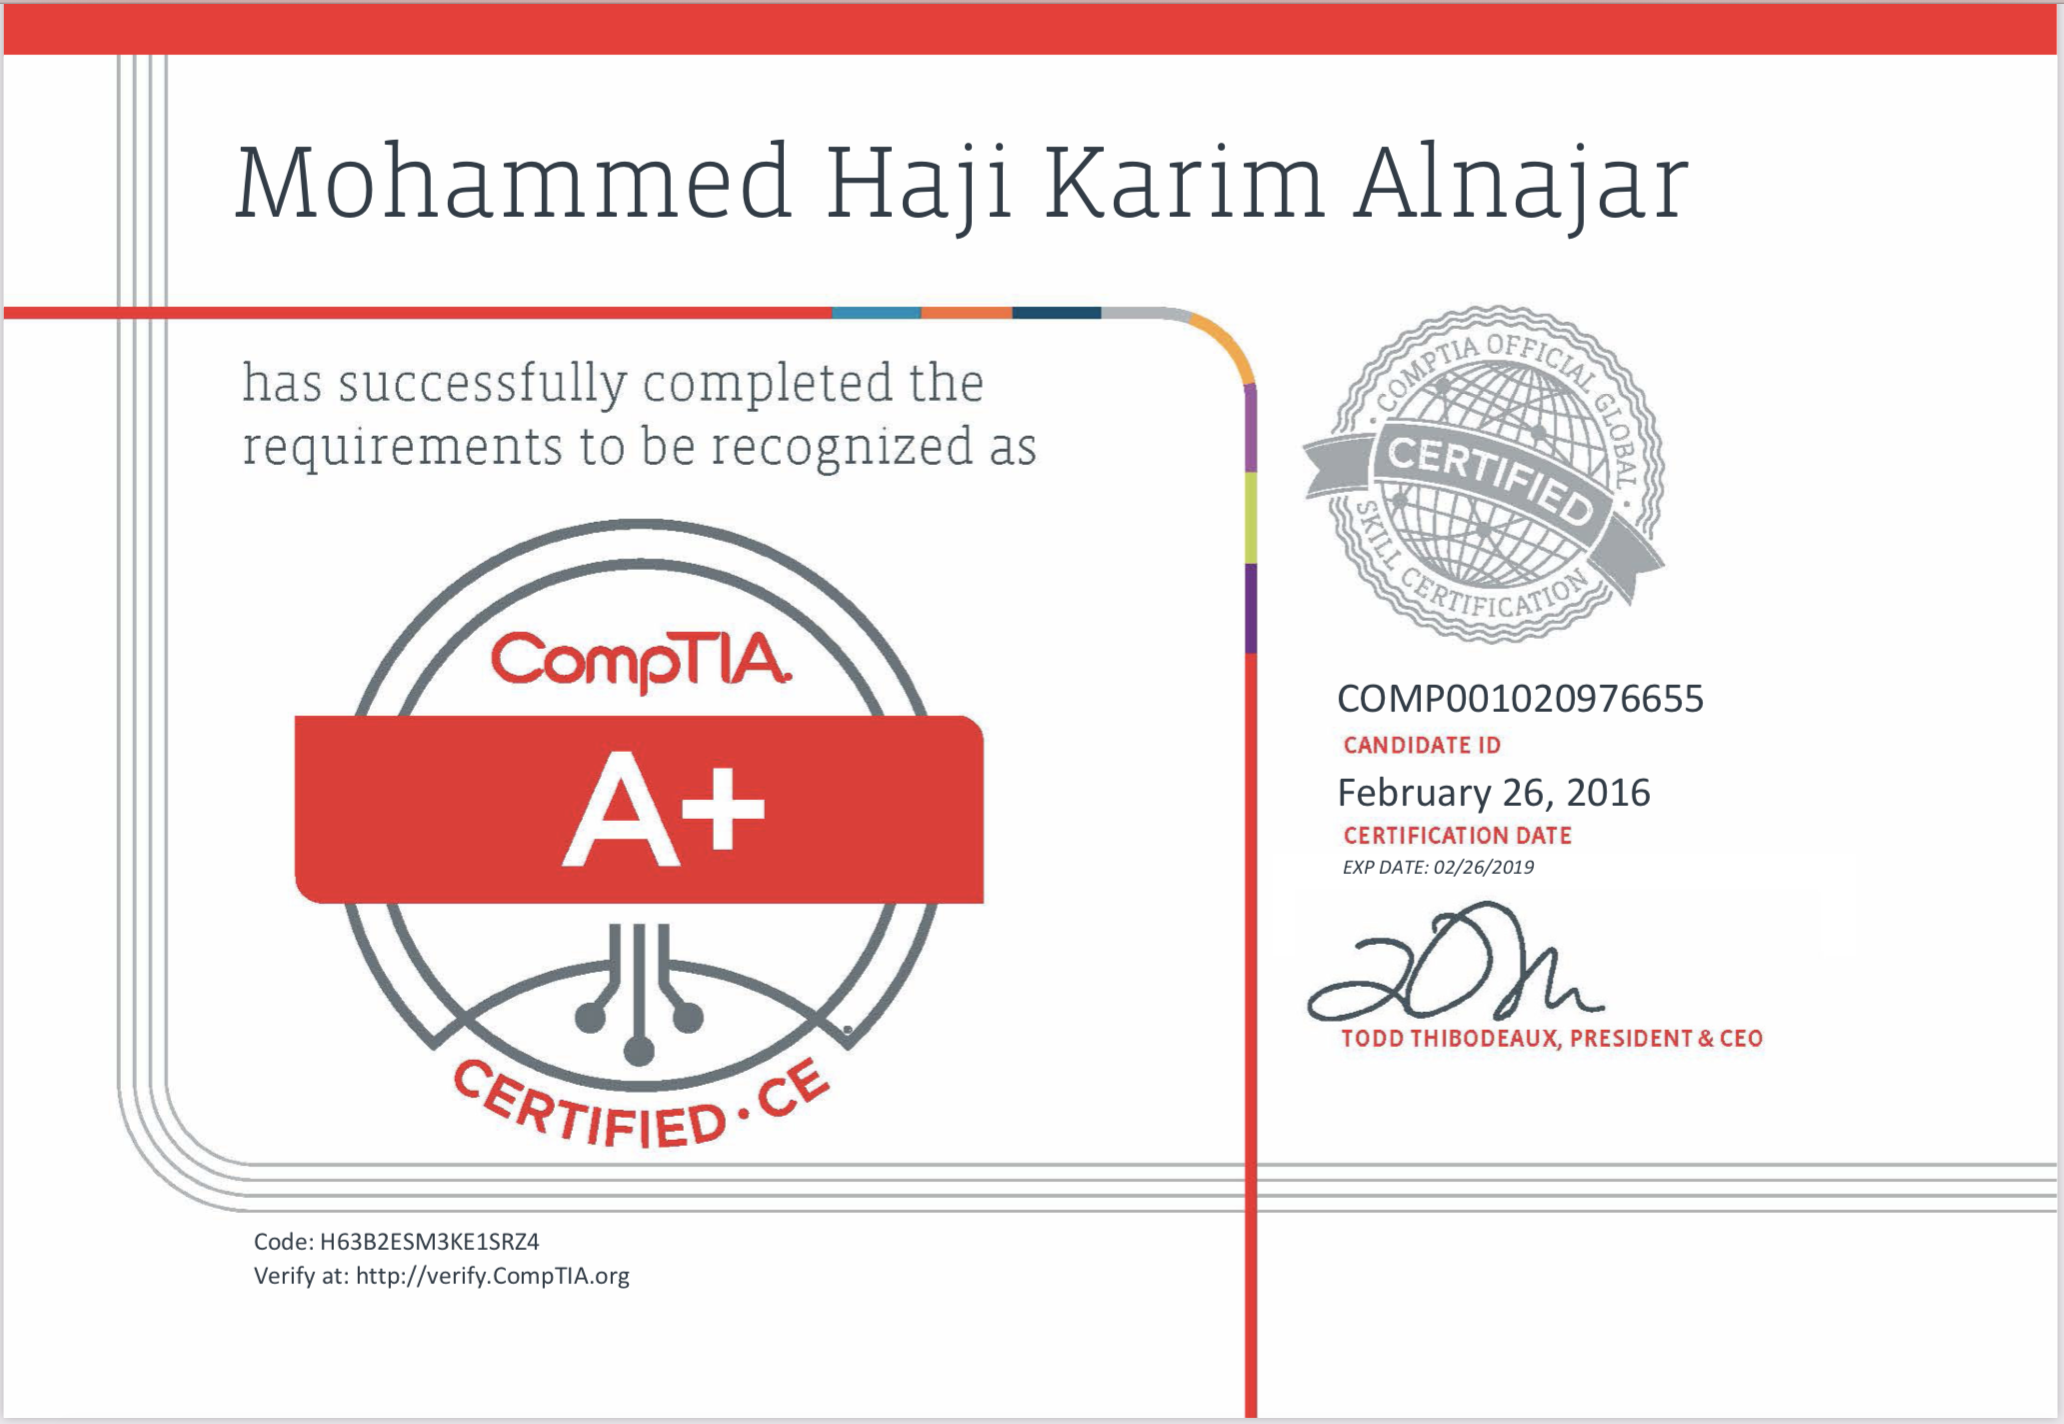 Mohammed Haji Karim Alnajar
has successfully completed the
requirements to be recognized as
CompTIA.
A+
CERTIFIED • CE
• COMPTIA OFFICIAL GLOBAL •
CERTIFIED
SKILL CERTIFICATION
COMP001020976655
CANDIDATE ID
February 26, 2016
CERTIFICATION DATE
EXP DATE: 02/26/2019
TODD THIBODEAUX, PRESIDENT & CEO
Code: H63B2ESM3KE1SRZ4
Verify at: http://verify.CompTIA.org